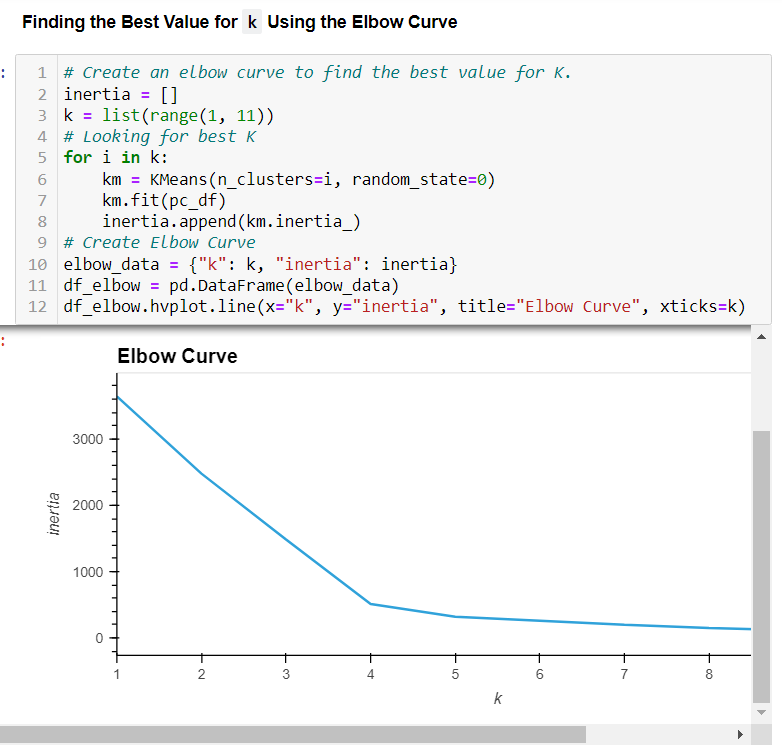 Finding the Best Value for k Using the Elbow Curve
:
1 # Create an elbow curve to find the best value for K.
2 inertia = []
3 k = list(range(1, 11))
4 # Looking for best K
5 for i in k:
6     km = KMeans(n_clusters=i, random_state=0)
7     km.fit(pc_df)
8     inertia.append(km.inertia_)
9 # Create Elbow Curve
10 elbow_data = {"k": k, "inertia": inertia}
11 df_elbow = pd.DataFrame(elbow_data)
12 df_elbow.hvplot.line(x="k", y="inertia", title="Elbow Curve", xticks=k)
:
Elbow Curve
3000
2000
1000
0
inertia
1 2 3 4 5 6 7 8
k